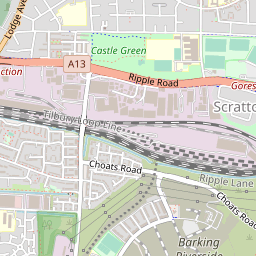 Lodge Av
Castle Green
A13
Ripple Road
ction
Gores
Scratto
Tilbury Loop Line
Choats Road
Ripple Lane
Choats Road
Barking
Riverside